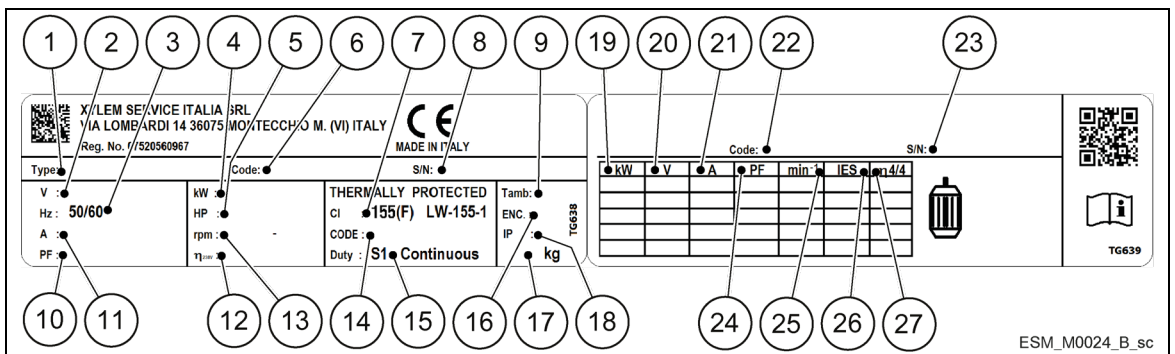 1 2 3 4 5 6 7 8 9 19 20 21 22 23
XYLEM SERVICE ITALIA SRL
VIA LOMBARDI 14 36075 MONTECCHIO M. (VI) ITALY
Reg. No. 07520560967
CE
MADE IN ITALY
Type: Code: S/N:
V :
Hz : 50/60
A :
PF :
kW :
HP :
rpm : -
η 230V :
THERMALLY PROTECTED
CI 155(F) LW-155-1
CODE :
Duty : S1 Continuous
Tamb:
ENC. :
IP :
kg
TG638
Code: S/N:
kW V A PF min-1 IES η4/4
i
TG639
10 11 12 13 14 15 16 17 18 24 25 26 27
ESM_M0024_B_sc